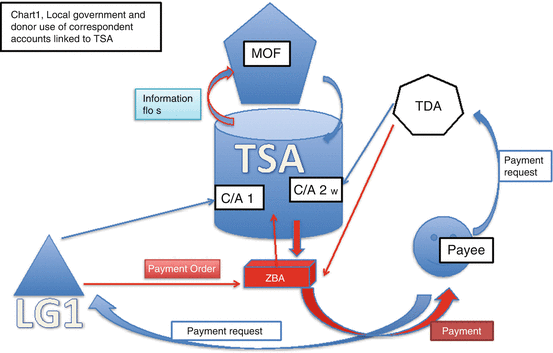 Chart1, Local government and
donor use of correspondent
accounts linked to TSA
MOF
Information
flo s
TDA
TSA
Payment
request
C/A 1
C/A 2 w
Payee
Payment Order
ZBA
LG1
Payment request
Payment